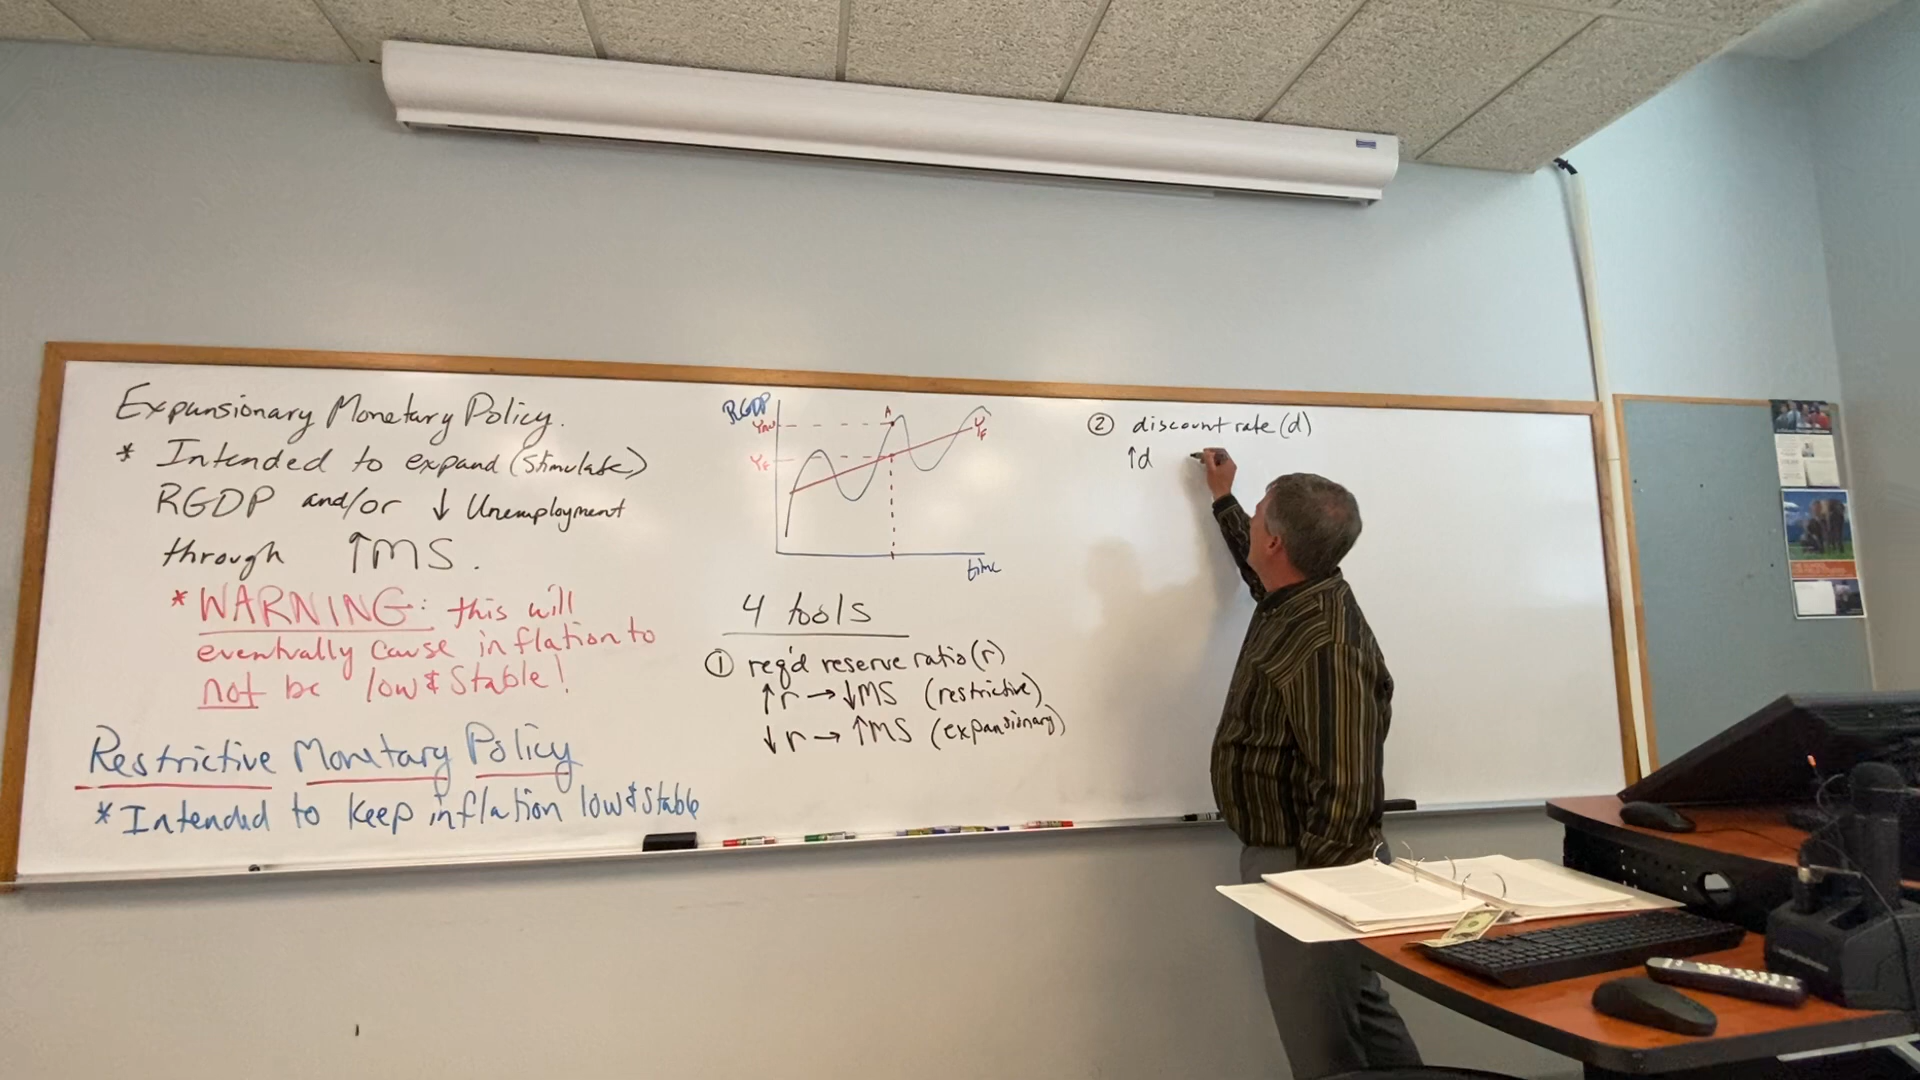 Expansionary Monetary Policy.
* Intended to expand (stimulate)
RGDP and/or ↓ Unemployment
through ↑MS.
* WARNING: this will
eventually cause inflation to
not be low & stable!
Restrictive Monetary Policy
* Intended to keep inflation low & stable
RGDP
A
YF
YF
time
4 tools
① req'd reserve ratio (r)
↑r → ↓MS (restrictive)
↓r → ↑MS (expansionary)
② discount rate (d)
↑d